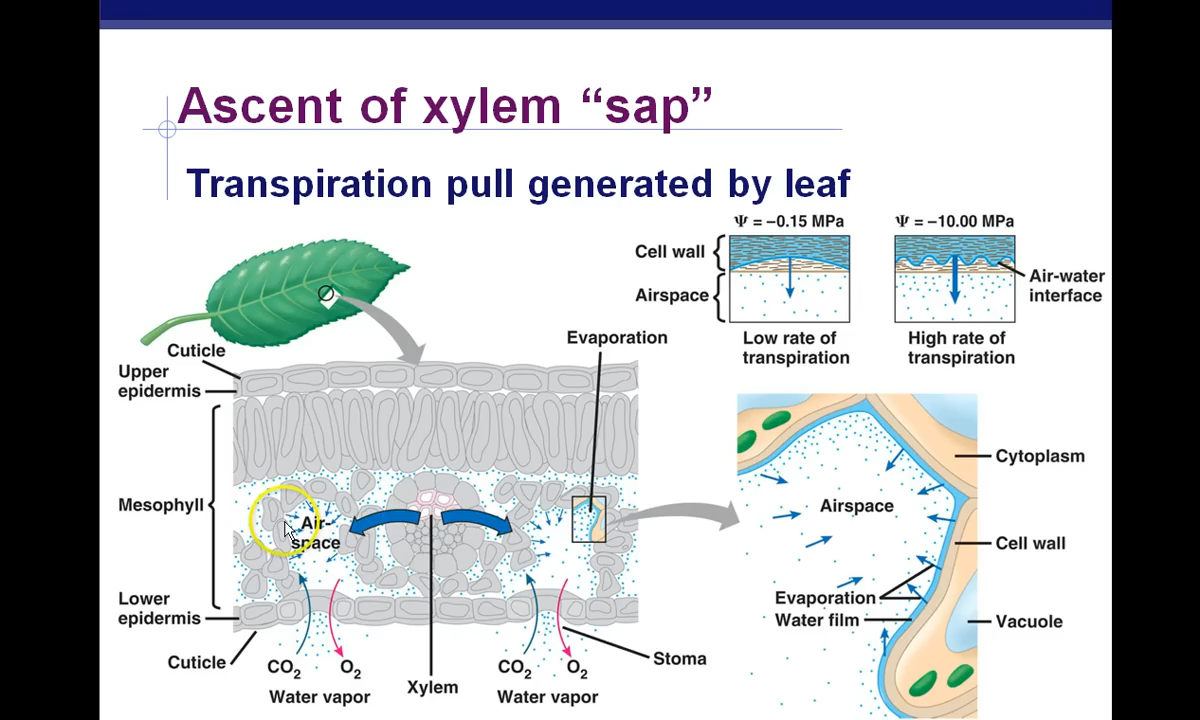 Ascent of xylem “sap”
Transpiration pull generated by leaf
Ψ = –0.15 MPa
Ψ = –10.00 MPa
Cell wall
Airspace
Air-water
interface
Low rate of
transpiration
High rate of
transpiration
Evaporation
Cuticle
Upper
epidermis
Mesophyll
Air-
space
Lower
epidermis
Cuticle
CO2
O2
Water vapor
Xylem
CO2
O2
Water vapor
Stoma
Cytoplasm
Airspace
Cell wall
Evaporation
Water film
Vacuole